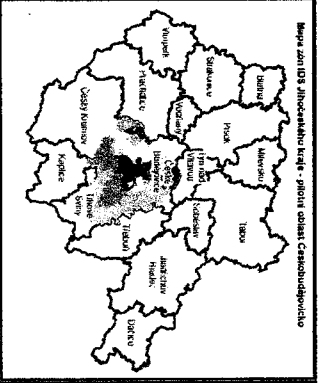 Mapa zón IDS Jihočeského kraje - pilotní oblast Českobudějovicko
Blatná
Milevsko
Písek
Tábor
Strakonice
Vodňany
Týn nad
Vltavou
Soběslav
Vimperk
Prachatice
České
Budějovice
Jindřichův
Hradec
Třeboň
Dačice
Český Krumlov
Trhové
Sviny
Kaplice